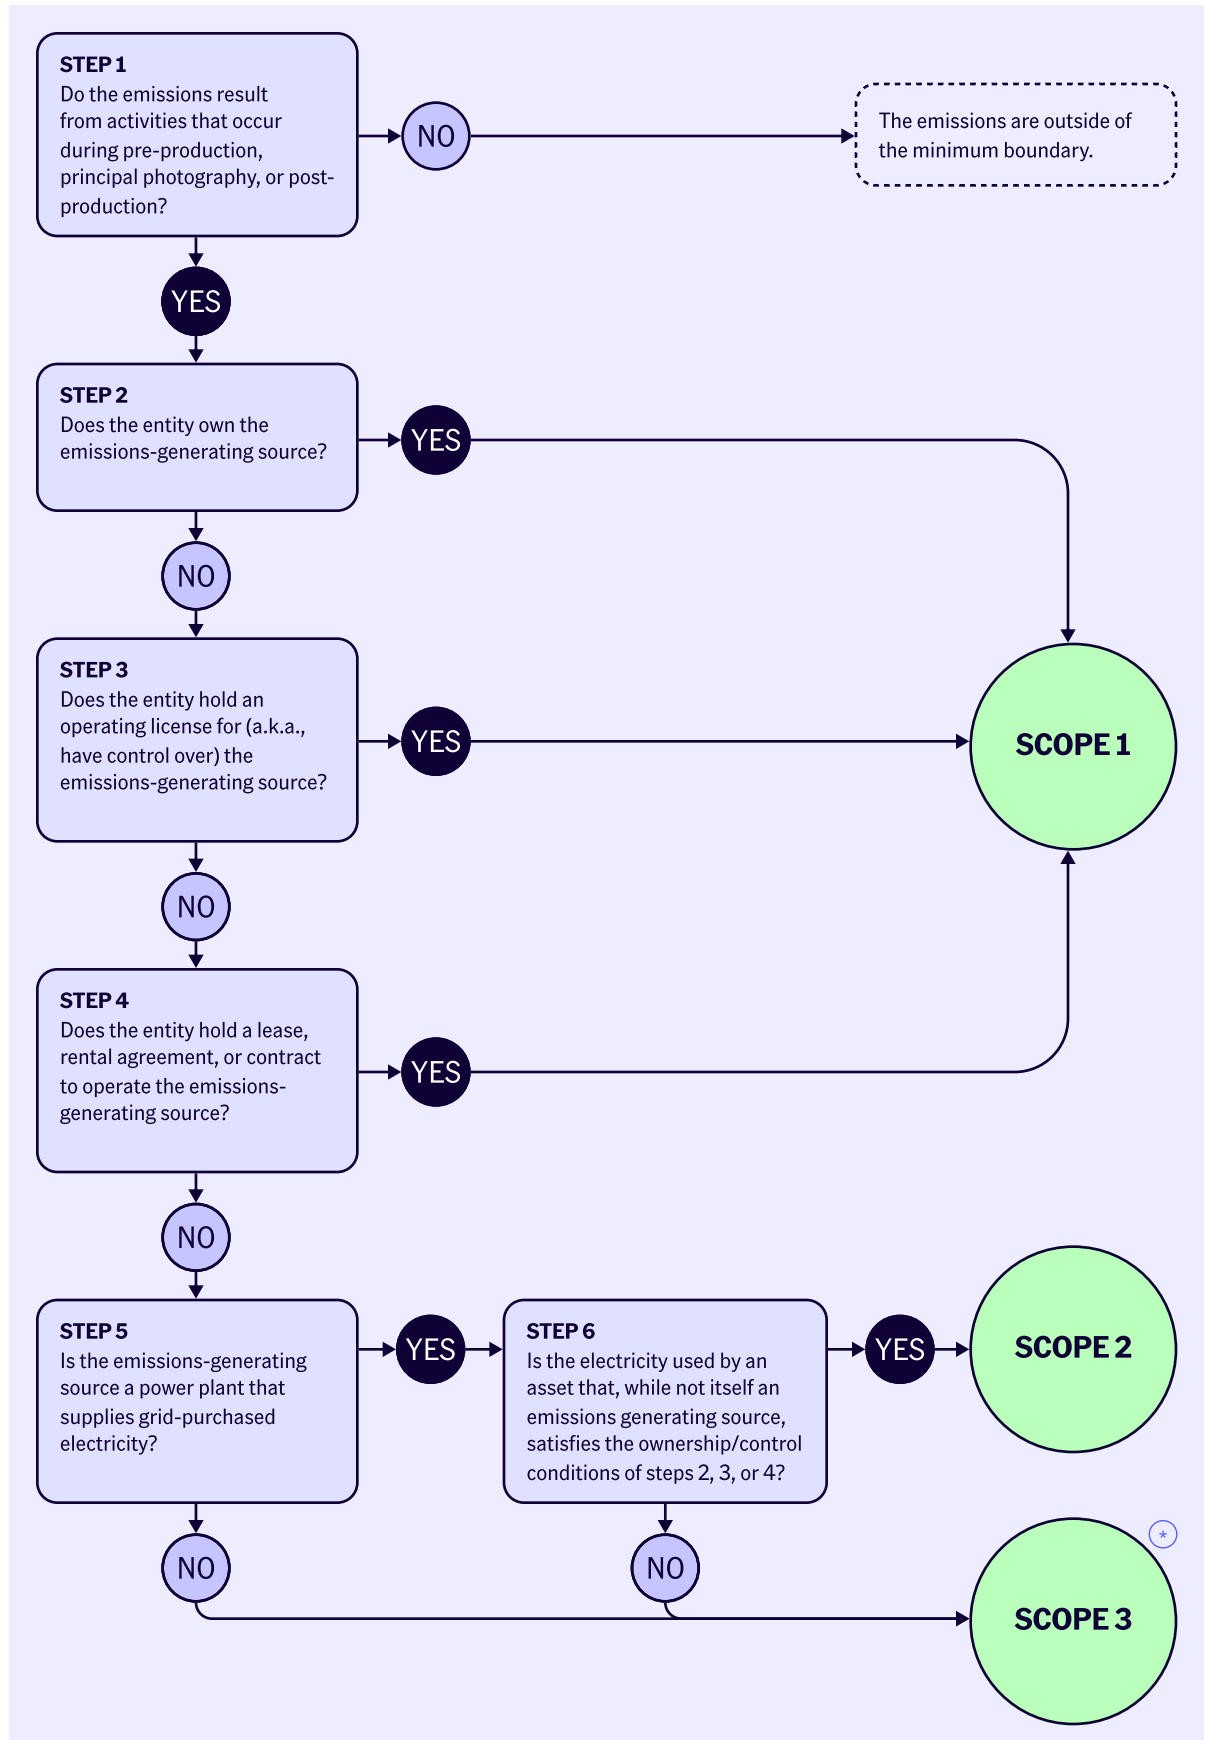 STEP 1
Do the emissions result
from activities that occur
during pre-production,
principal photography, or post-
production?
NO
The emissions are outside of
the minimum boundary.
YES
STEP 2
Does the entity own the
emissions-generating source?
YES
NO
STEP 3
Does the entity hold an
operating license for (a.k.a.,
have control over) the
emissions-generating source?
YES
SCOPE 1
NO
STEP 4
Does the entity hold a lease,
rental agreement, or contract
to operate the emissions-
generating source?
YES
NO
STEP 5
Is the emissions-generating
source a power plant that
supplies grid-purchased
electricity?
YES
STEP 6
Is the electricity used by an
asset that, while not itself an
emissions generating source,
satisfies the ownership/control
conditions of steps 2, 3, or 4?
YES
SCOPE 2
NO
NO
*
SCOPE 3